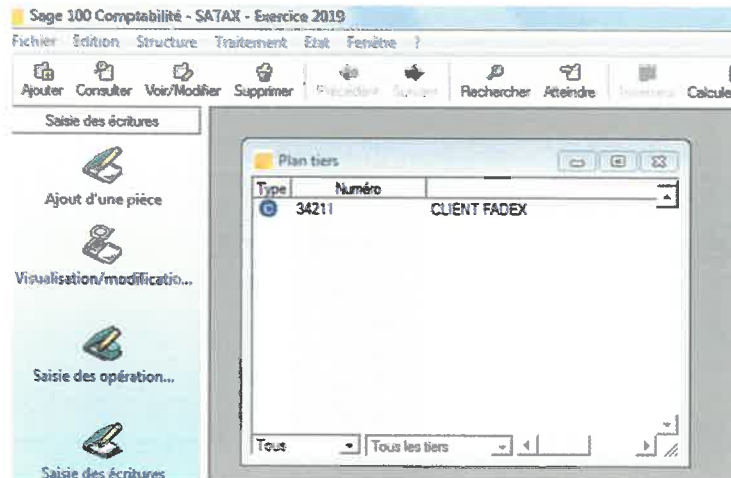 Sage 100 Comptabilité - SATAX - Exercice 2019
Fichier Edition Structure Traitement Etat Fenêtre ?
Ajouter Consulter Voir/Modifier Supprimer Précédent Suivant Rechercher Atteindre Inverseur Calcule
Saisie des écritures
Ajout d'une pièce
Visualisation/modificatio...
Saisie des opération...
Saisie des écritures
Plan tiers
Type Numéro
C 34211 CLIENT FADEX
Tous Tous les tiers